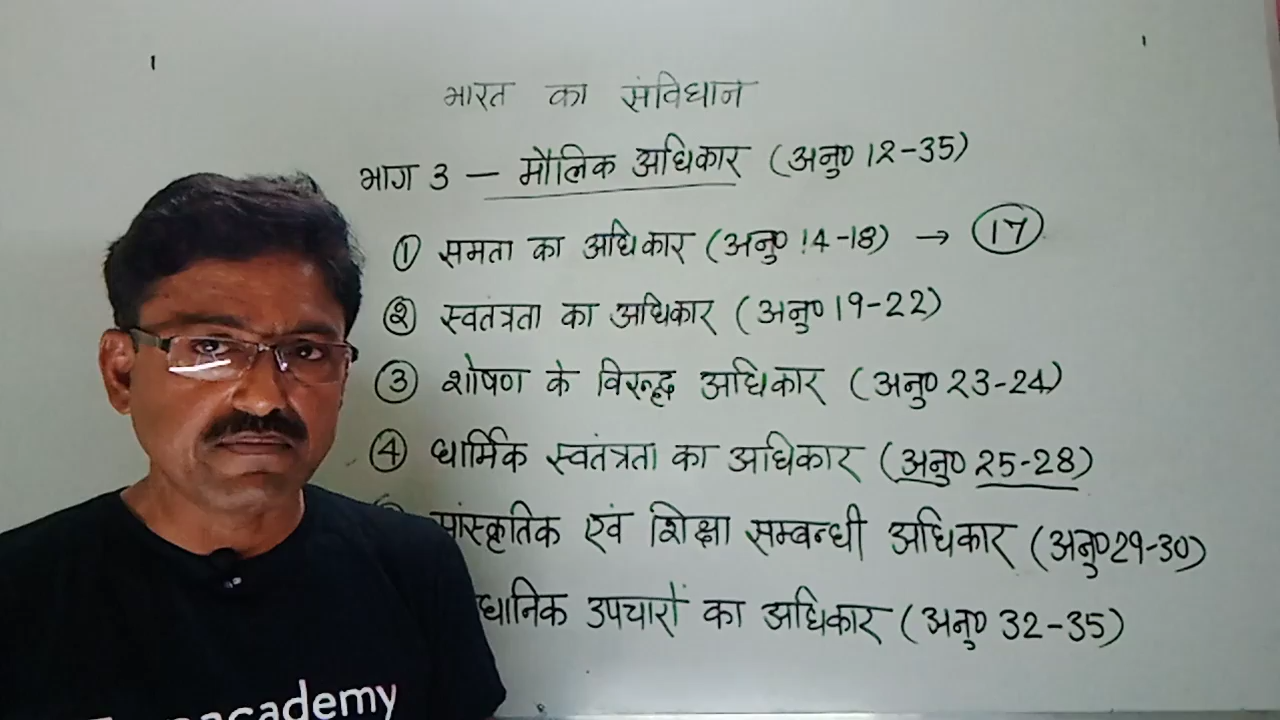 भारत का संविधान
भाग 3 — मौलिक अधिकार (अनु० 12-35)
① समता का अधिकार (अनु० 14-18) → 17
② स्वतंत्रता का अधिकार (अनु० 19-22)
③ शोषण के विरूद्ध अधिकार (अनु० 23-24)
④ धार्मिक स्वतंत्रता का अधिकार (अनु० 25-28)
सांस्कृतिक एवं शिक्षा सम्बन्धी अधिकार (अनु० 29-30)
धानिक उपचारों का अधिकार (अनु० 32-35)
academy